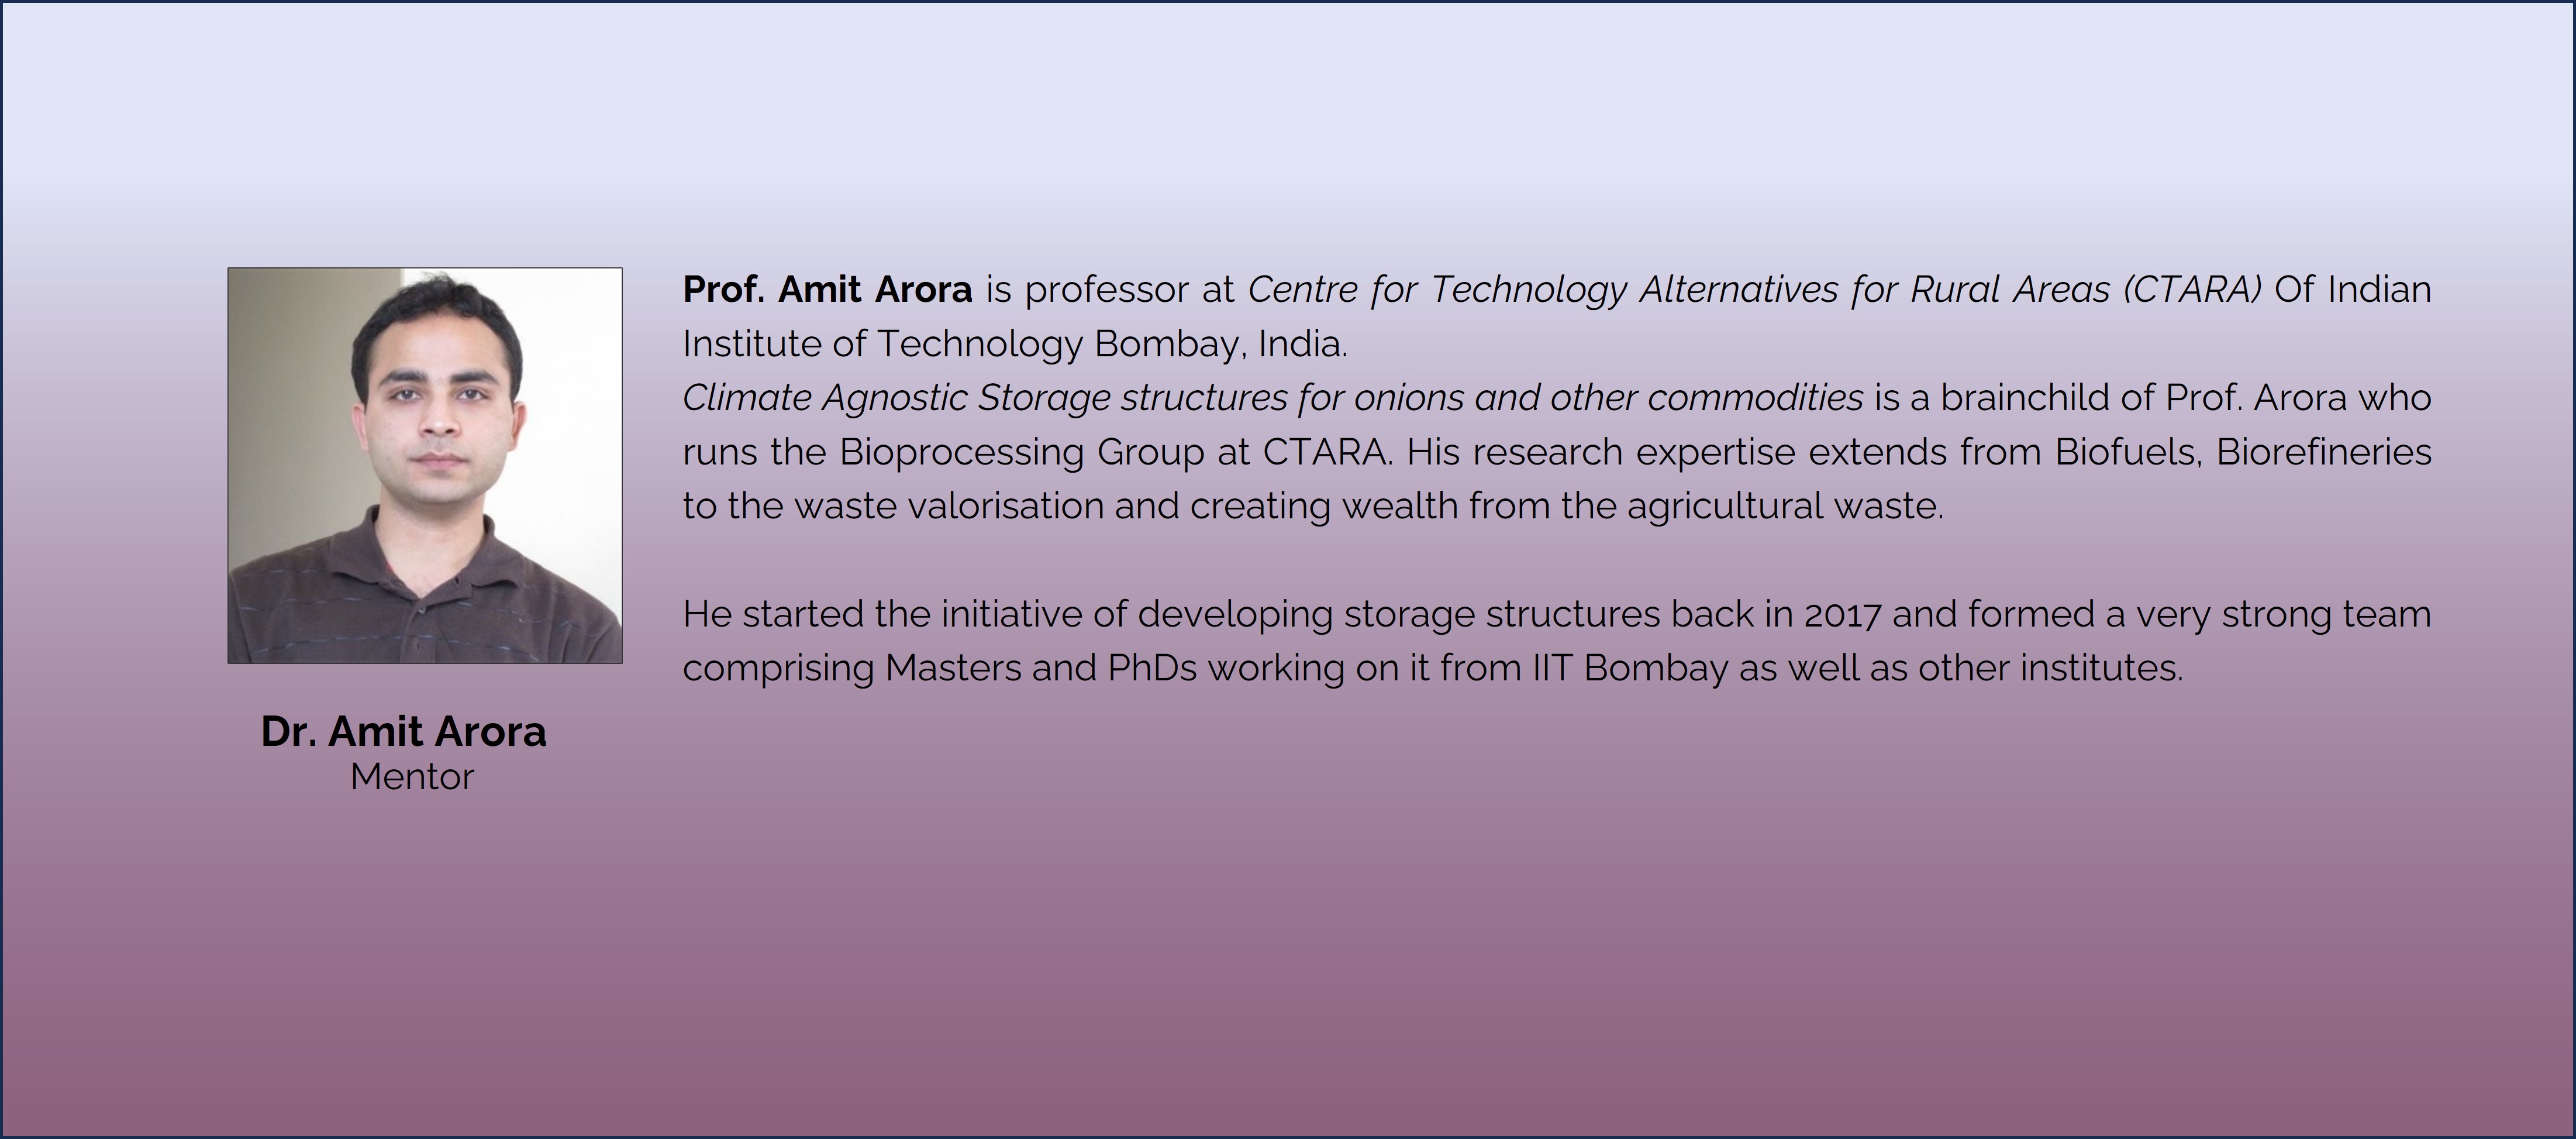 Prof. Amit Arora is professor at Centre for Technology Alternatives for Rural Areas (CTARA) Of Indian
Institute of Technology Bombay, India.
Climate Agnostic Storage structures for onions and other commodities is a brainchild of Prof. Arora who
runs the Bioprocessing Group at CTARA. His research expertise extends from Biofuels, Biorefineries
to the waste valorisation and creating wealth from the agricultural waste.
He started the initiative of developing storage structures back in 2017 and formed a very strong team
comprising Masters and PhDs working on it from IIT Bombay as well as other institutes.
Dr. Amit Arora
Mentor